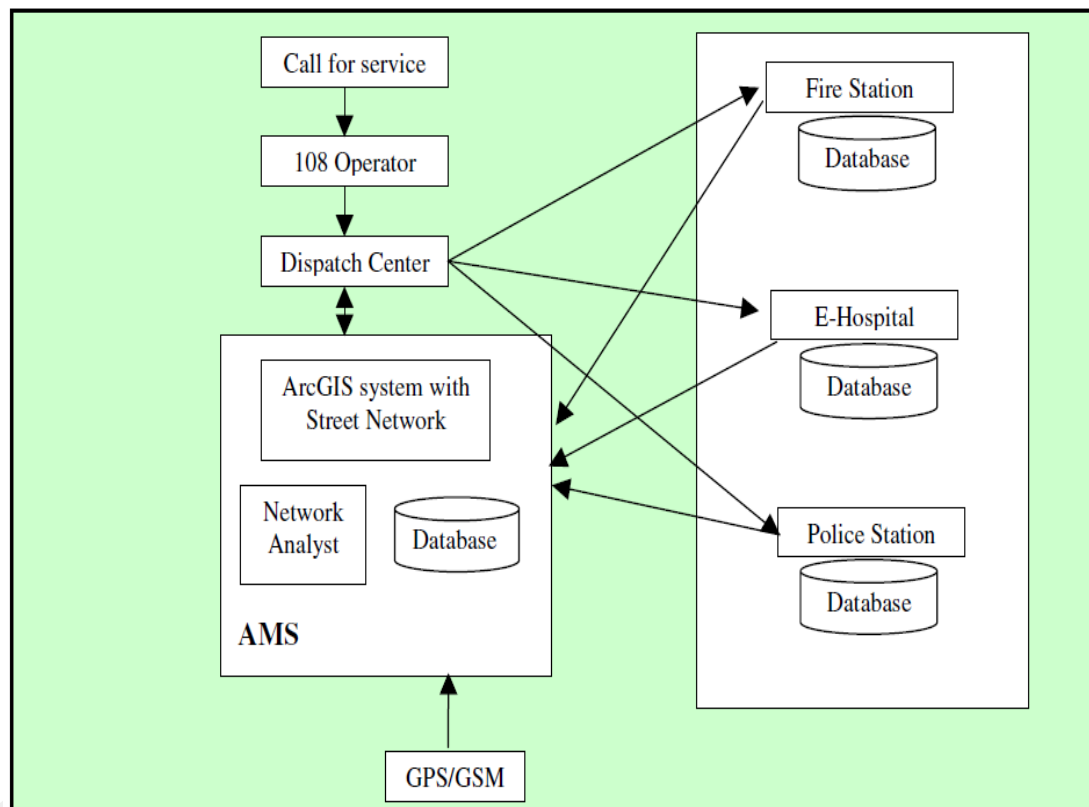 Call for service
108 Operator
Dispatch Center
ArcGIS system with
Street Network
Network
Analyst
Database
AMS
GPS/GSM
Fire Station
Database
E-Hospital
Database
Police Station
Database